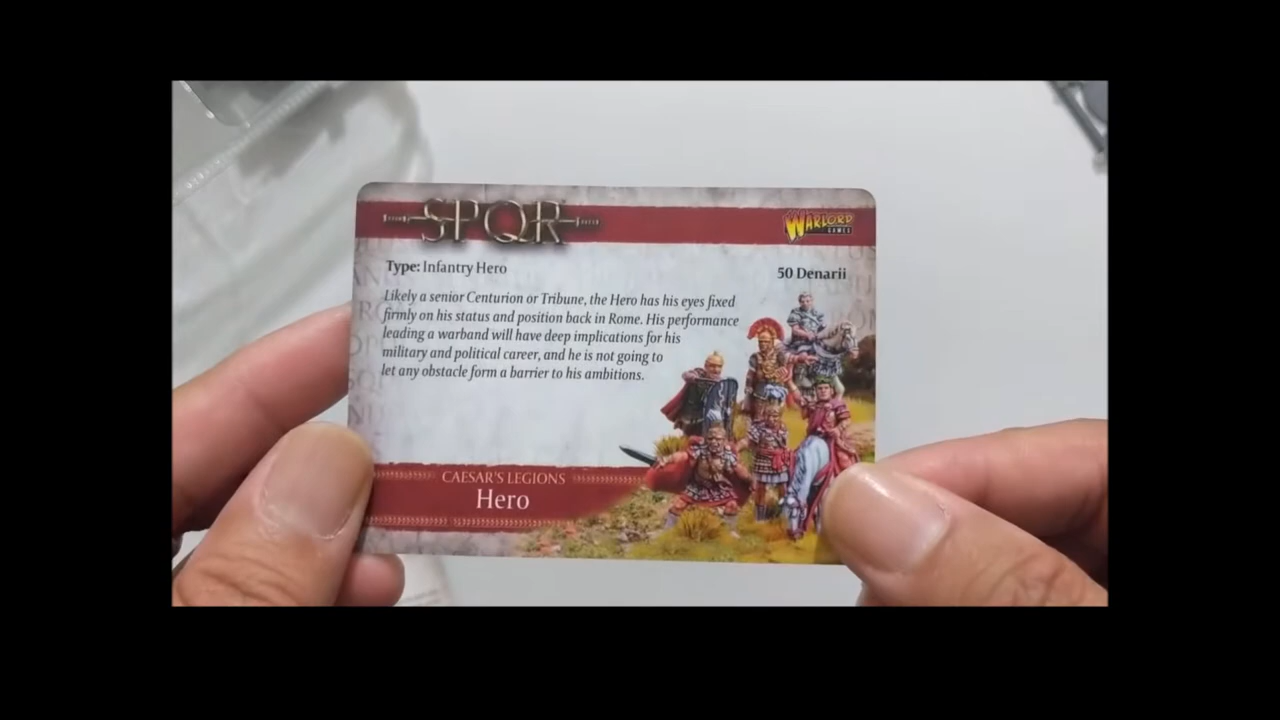 SPQR
WARLORD
GAMES
Type: Infantry Hero
50 Denarii
Likely a senior Centurion or Tribune, the Hero has his eyes fixed
firmly on his status and position back in Rome. His performance
leading a warband will have deep implications for his
military and political career, and he is not going to
let any obstacle form a barrier to his ambitions.
CAESAR'S LEGIONS
Hero